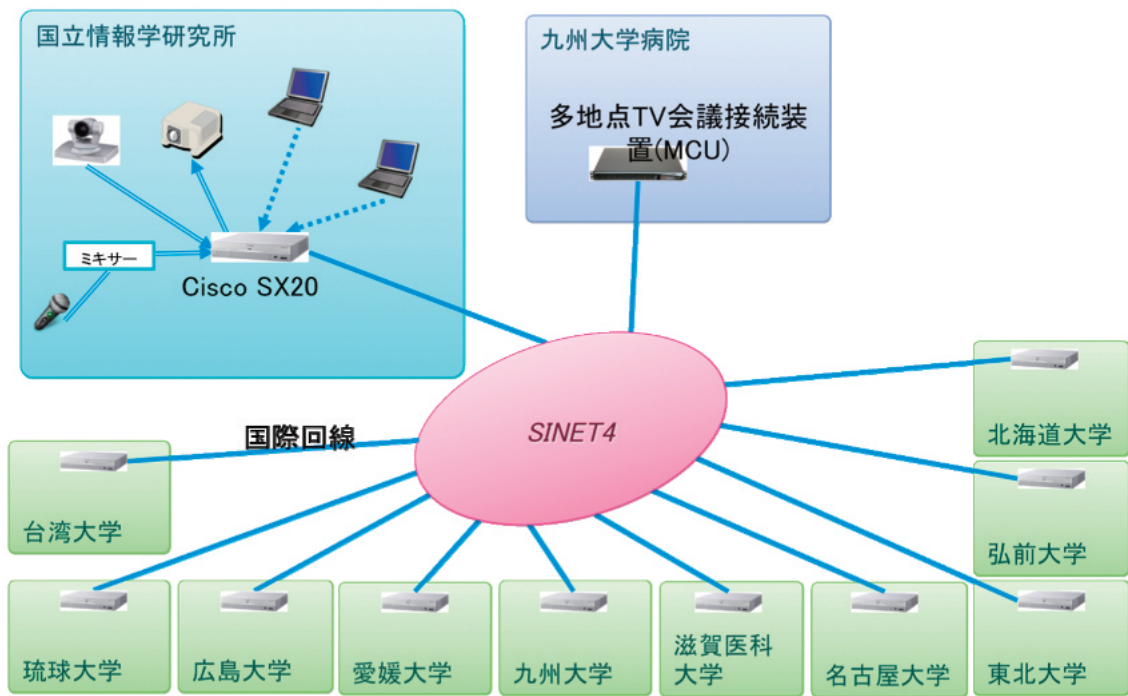 国立情報学研究所
九州大学病院
多地点TV会議接続装
置(MCU)
ミキサー
Cisco SX20
SINET4
国際回線
北海道大学
台湾大学
弘前大学
琉球大学
広島大学
愛媛大学
九州大学
滋賀医科
大学
名古屋大学
東北大学